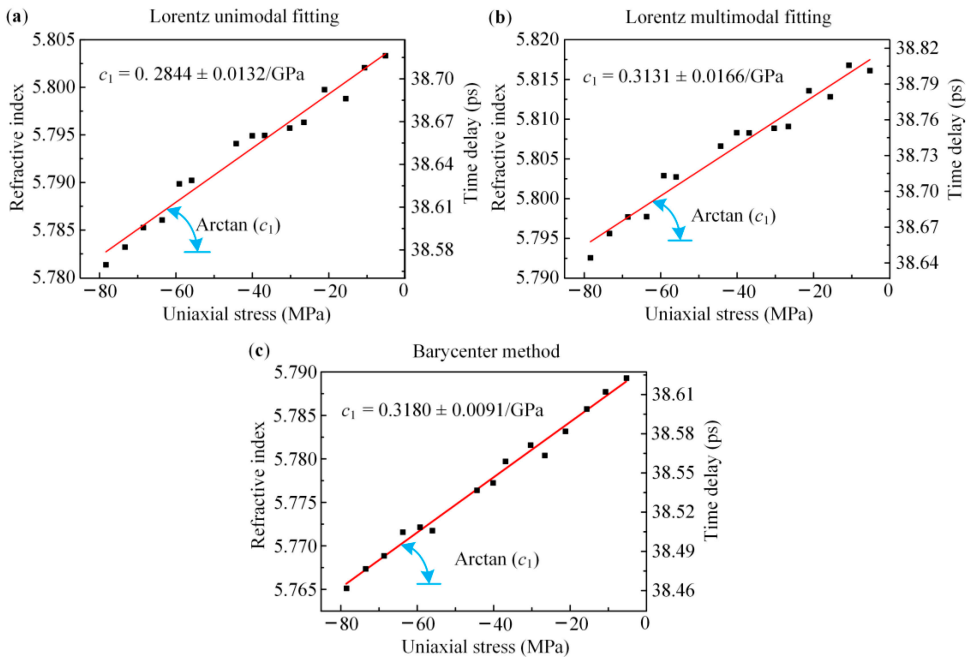 (a) Lorentz unimodal fitting
c1 = 0. 2844 ± 0.0132/GPa
Arctan (c1)
Refractive index
5.805
5.800
5.795
5.790
5.785
5.780
Time delay (ps)
38.70
38.67
38.64
38.61
38.58
−80 −60 −40 −20 0
Uniaxial stress (MPa)
(b) Lorentz multimodal fitting
c1 = 0.3131 ± 0.0166/GPa
Arctan (c1)
Refractive index
5.820
5.815
5.810
5.805
5.800
5.795
5.790
Time delay (ps)
38.82
38.79
38.76
38.73
38.70
38.67
38.64
−80 −60 −40 −20 0
Uniaxial stress (MPa)
(c) Barycenter method
c1 = 0.3180 ± 0.0091/GPa
Arctan (c1)
Refractive index
5.790
5.785
5.780
5.775
5.770
5.765
Time delay (ps)
38.61
38.58
38.55
38.52
38.49
38.46
−80 −60 −40 −20 0
Uniaxial stress (MPa)